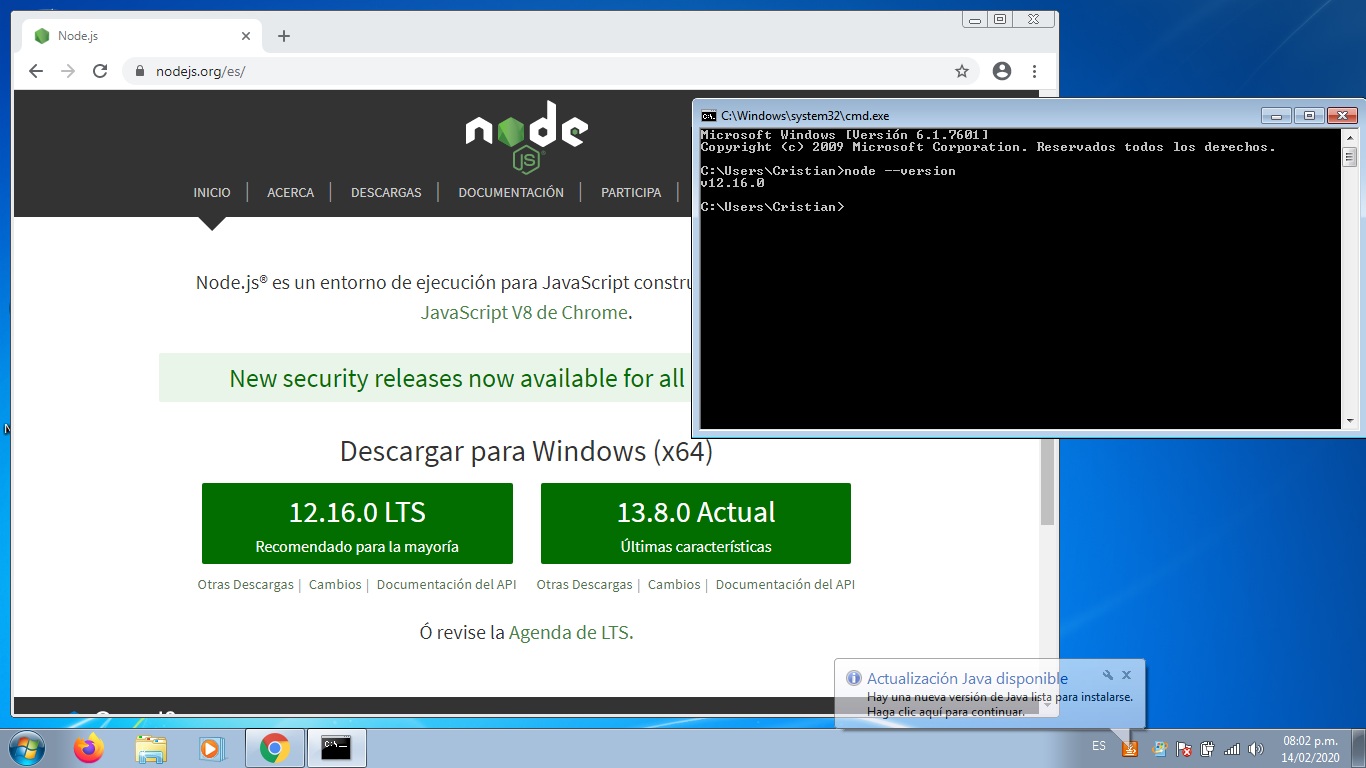 Node.js
nodejs.org/es/
node
JS
INICIO
ACERCA
DESCARGAS
DOCUMENTACIÓN
PARTICIPA
Node.js® es un entorno de ejecución para JavaScript constru
JavaScript V8 de Chrome.
New security releases now available for all
Descargar para Windows (x64)
12.16.0 LTS
Recomendado para la mayoría
13.8.0 Actual
Últimas características
Otras Descargas | Cambios | Documentación del API
Otras Descargas | Cambios | Documentación del API
Ó revise la Agenda de LTS.
C:\Windows\system32\cmd.exe
Microsoft Windows [Versión 6.1.7601]
Copyright (c) 2009 Microsoft Corporation. Reservados todos los derechos.
C:\Users\Cristian>node --version
v12.16.0
C:\Users\Cristian>
Actualización Java disponible
Hay una nueva versión de Java lista para instalarse.
Haga clic aquí para continuar.
ES
08:02 p.m.
14/02/2020